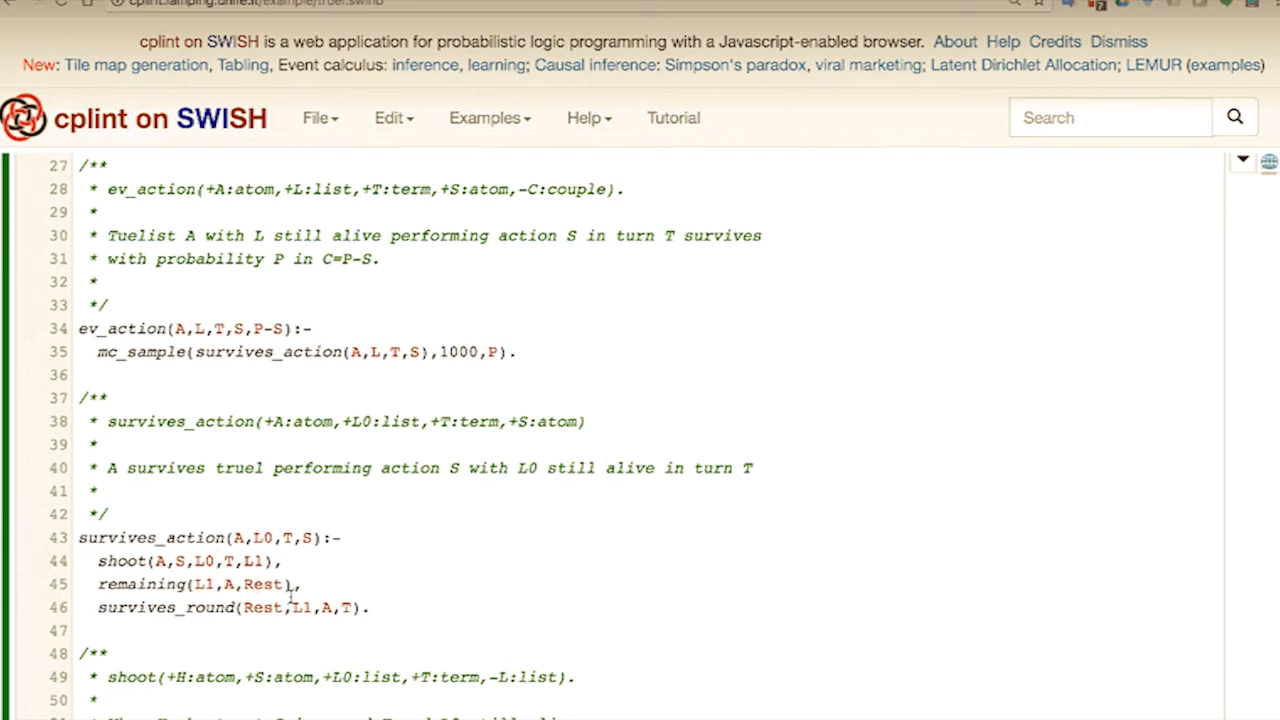 cplint on SWISH is a web application for probabilistic logic programming with a Javascript-enabled browser. About Help Credits Dismiss
New: Tile map generation, Tabling, Event calculus: inference, learning; Causal inference: Simpson's paradox, viral marketing; Latent Dirichlet Allocation; LEMUR (examples)
cplint on SWISH File Edit Examples Help Tutorial Search
27 /**
28 * ev_action(+A:atom,+L:list,+T:term,+S:atom,-C:couple).
29 *
30 * Tuelist A with L still alive performing action S in turn T survives
31 * with probability P in C=P-S.
32 *
33 */
34 ev_action(A,L,T,S,P-S):-
35 mc_sample(survives_action(A,L,T,S),1000,P).
36
37 /**
38 * survives_action(+A:atom,+L0:list,+T:term,+S:atom)
39 *
40 * A survives truel performing action S with L0 still alive in turn T
41 *
42 */
43 survives_action(A,L0,T,S):-
44 shoot(A,S,L0,T,L1),
45 remaining(L1,A,Rest),
46 survives_round(Rest,L1,A,T).
47
48 /**
49 * shoot(+H:atom,+S:atom,+L0:list,+T:term,-L:list).
50 *